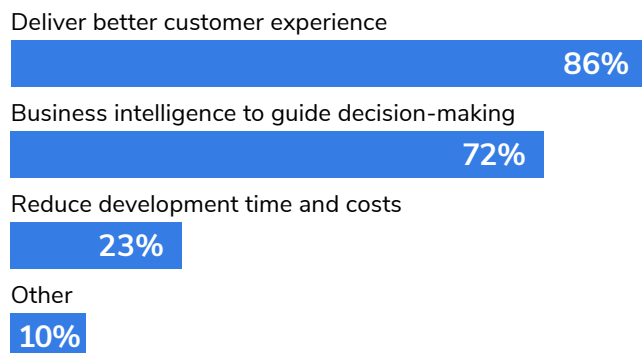 Deliver better customer experience
86%
Business intelligence to guide decision-making
72%
Reduce development time and costs
23%
Other
10%